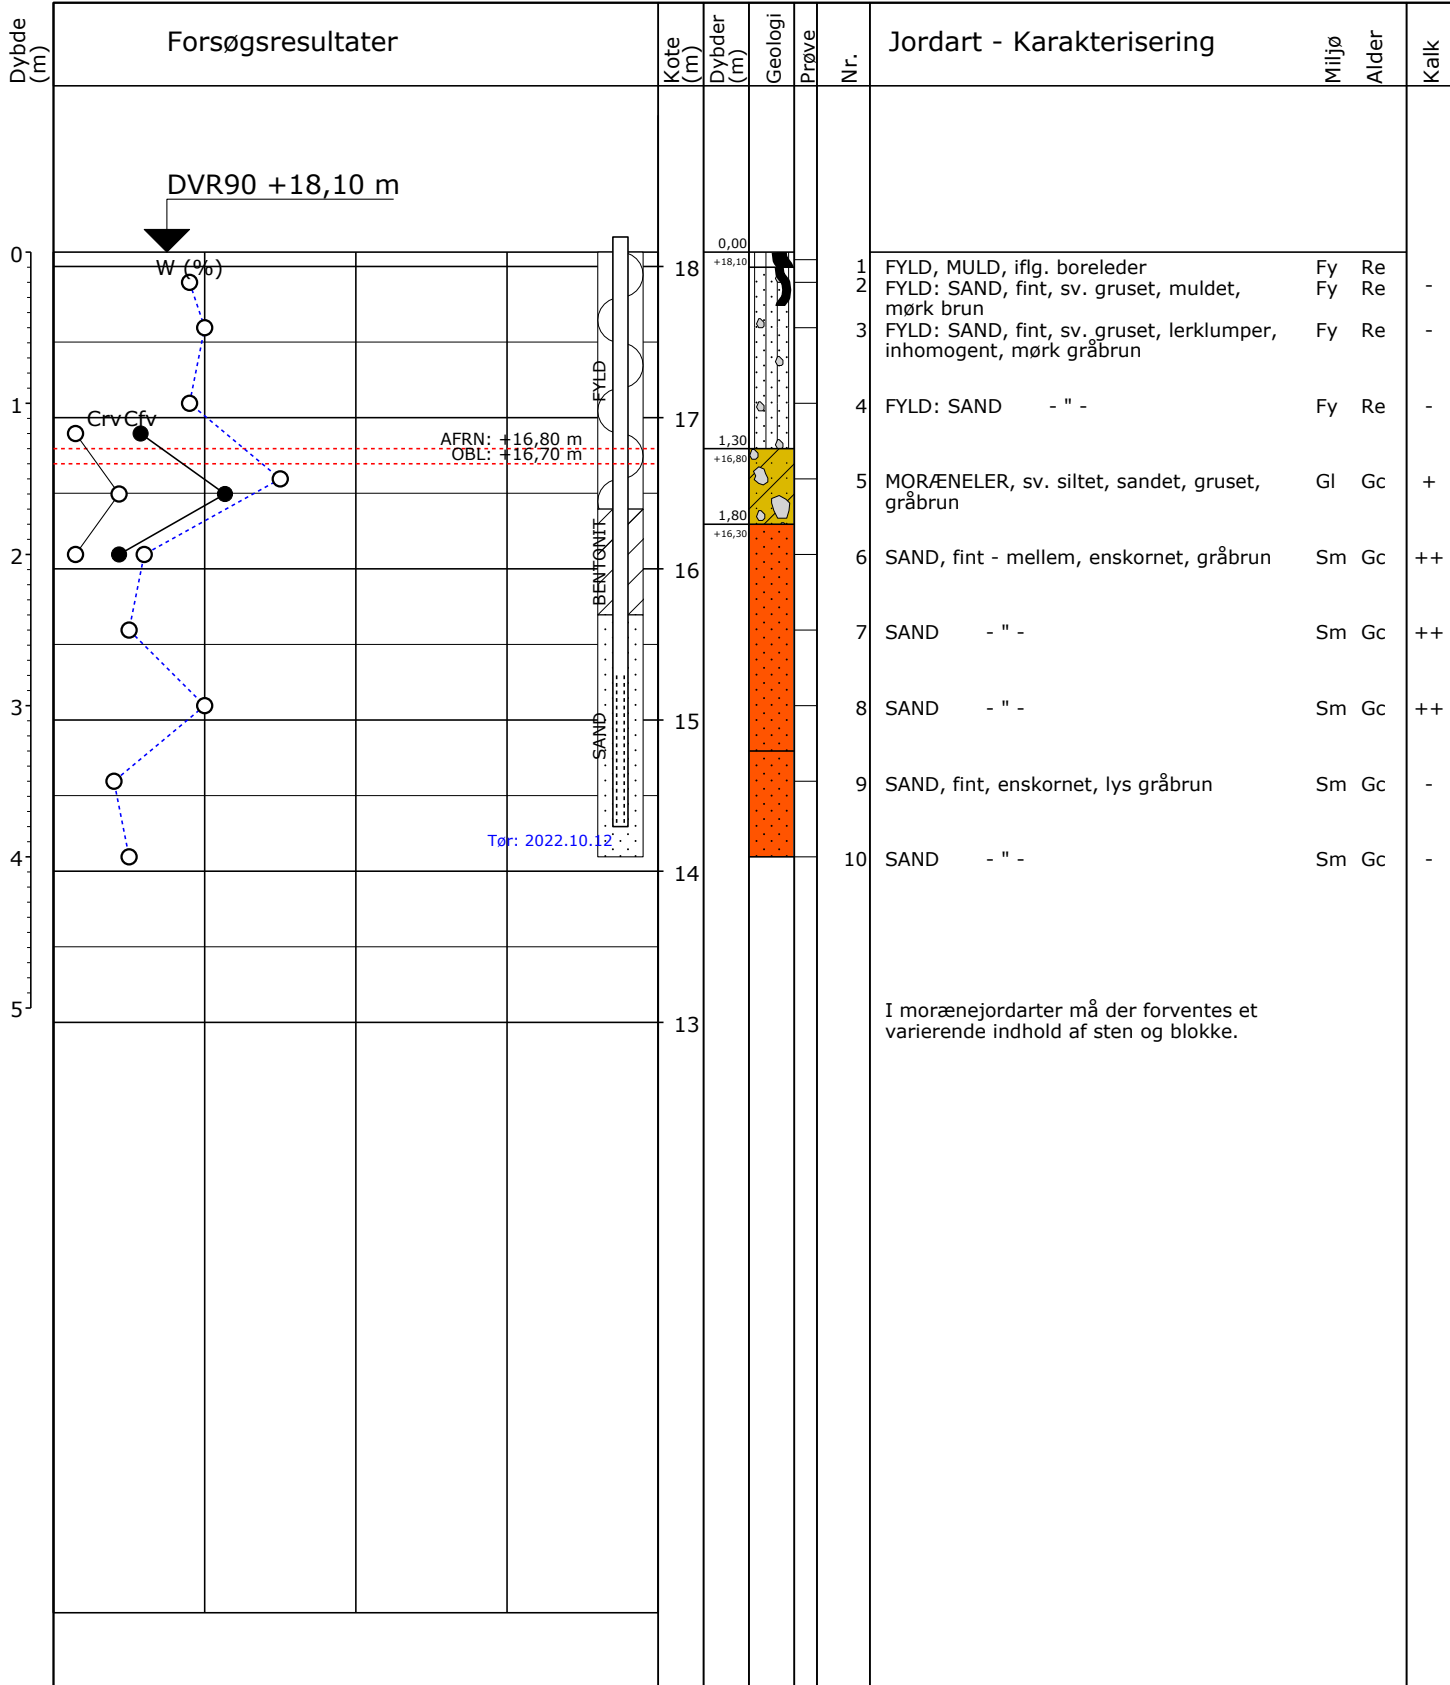 Dybde (m)
Forsøgsresultater
Kote (m)
Dybder (m)
Geologi
Prøve
Nr.
Jordart - Karakterisering
Miljø
Alder
Kalk
DVR90 +18,10 m
W (%)
Crv Cfv
AFRN: +16,80 m
OBL: +16,70 m
Tør: 2022.10.12
0
1
2
3
4
5
FYLD
BENTONIT
SAND
18
17
16
15
14
13
0,00
+18,10
1,30
+16,80
1,80
+16,30
1 FYLD, MULD, iflg. boreleder Fy Re
2 FYLD: SAND, fint, sv. gruset, muldet, Fy Re -
mørk brun
3 FYLD: SAND, fint, sv. gruset, lerklumper, Fy Re -
inhomogent, mørk gråbrun
4 FYLD: SAND - " - Fy Re -
5 MORÆNELER, sv. siltet, sandet, gruset, Gl Gc +
gråbrun
6 SAND, fint - mellem, enskornet, gråbrun Sm Gc ++
7 SAND - " - Sm Gc ++
8 SAND - " - Sm Gc ++
9 SAND, fint, enskornet, lys gråbrun Sm Gc -
10 SAND - " - Sm Gc -
I morænejordarter må der forventes et
varierende indhold af sten og blokke.